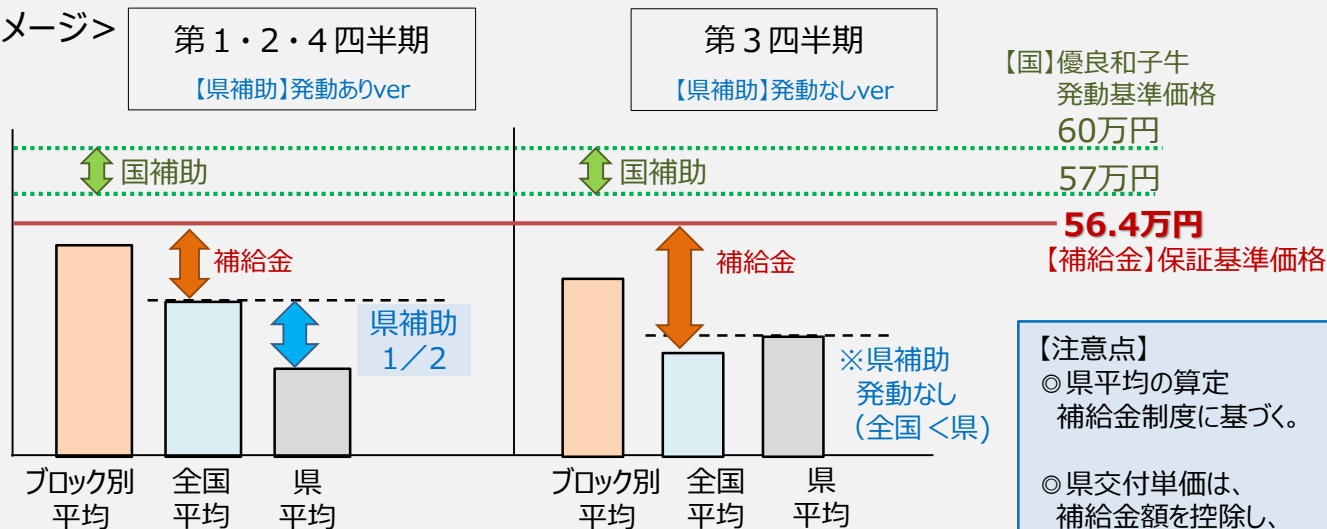 メージ>
第１・２・４四半期
【県補助】発動ありver
第３四半期
【県補助】発動なしver
【国】優良和子牛
発動基準価格
60万円
57万円
56.4万円
【補給金】保証基準価格
国補助
補給金
県補助
１／２
ブロック別
平均
全国
平均
県
平均
国補助
補給金
※県補助
発動なし
（全国＜県)
ブロック別
平均
全国
平均
県
平均
【注意点】
◎県平均の算定
補給金制度に基づく。
◎県交付単価は、
補給金額を控除し、